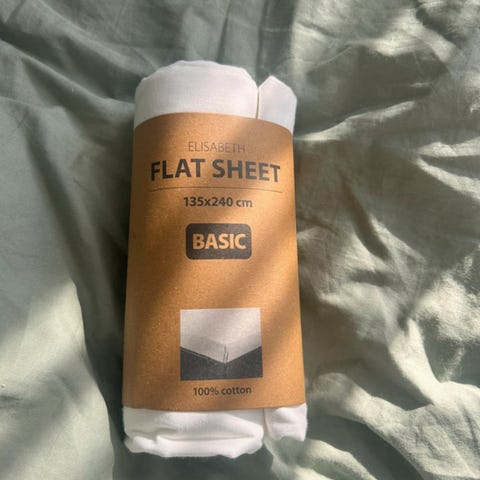 ELISABETH
FLAT SHEET
135x240 cm
BASIC
100% cotton